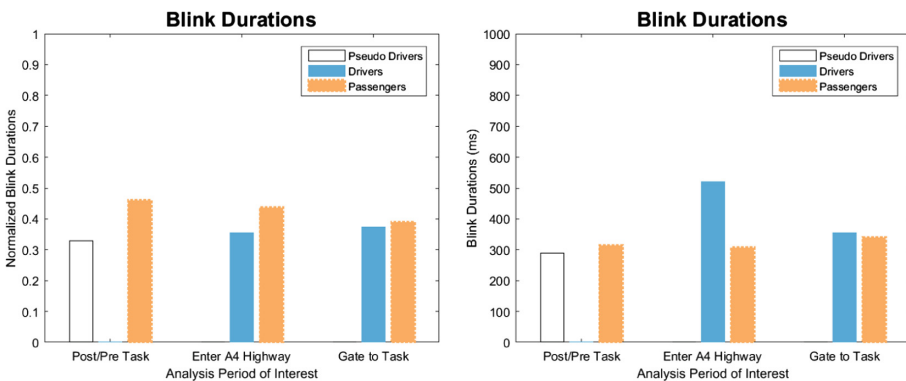 Blink Durations
1
0.9
0.8
0.7
0.6
0.5
0.4
0.3
0.2
0.1
0
Normalized Blink Durations
Pseudo Drivers
Drivers
Passengers
Post/Pre Task
Enter A4 Highway
Gate to Task
Analysis Period of Interest
Blink Durations
1000
900
800
700
600
500
400
300
200
100
0
Blink Durations (ms)
Pseudo Drivers
Drivers
Passengers
Post/Pre Task
Enter A4 Highway
Gate to Task
Analysis Period of Interest